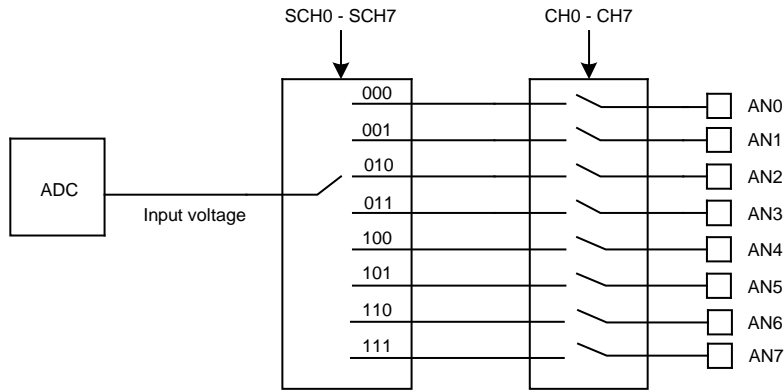 SCH0 - SCH7
CH0 - CH7
000
AN0
001
AN1
010
AN2
ADC
Input voltage
011
AN3
100
AN4
101
AN5
110
AN6
111
AN7